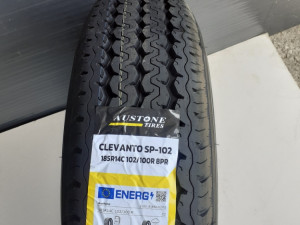 AUSTONE
TIRES
CLEVANTO SP-102
185R14C 102/100R 8PR
ENERG